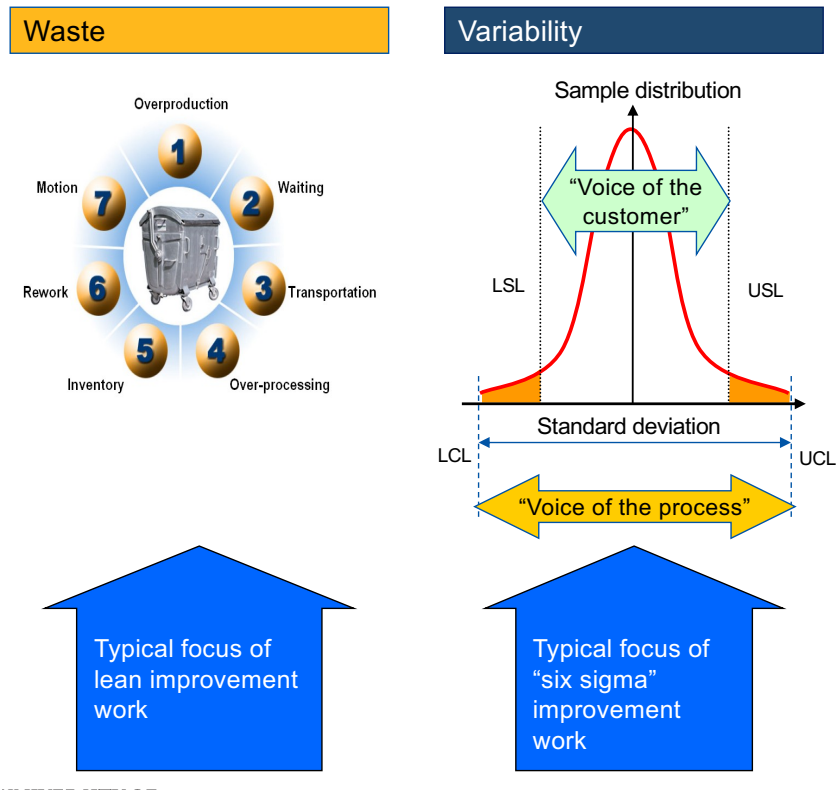 Waste
Variability
Overproduction
1
Waiting
2
Transportation
3
Over-processing
4
Inventory
5
Rework
6
Motion
7
Sample distribution
“Voice of the
customer”
LSL
USL
Standard deviation
LCL
UCL
“Voice of the process”
Typical focus of
lean improvement
work
Typical focus of
“six sigma”
improvement
work